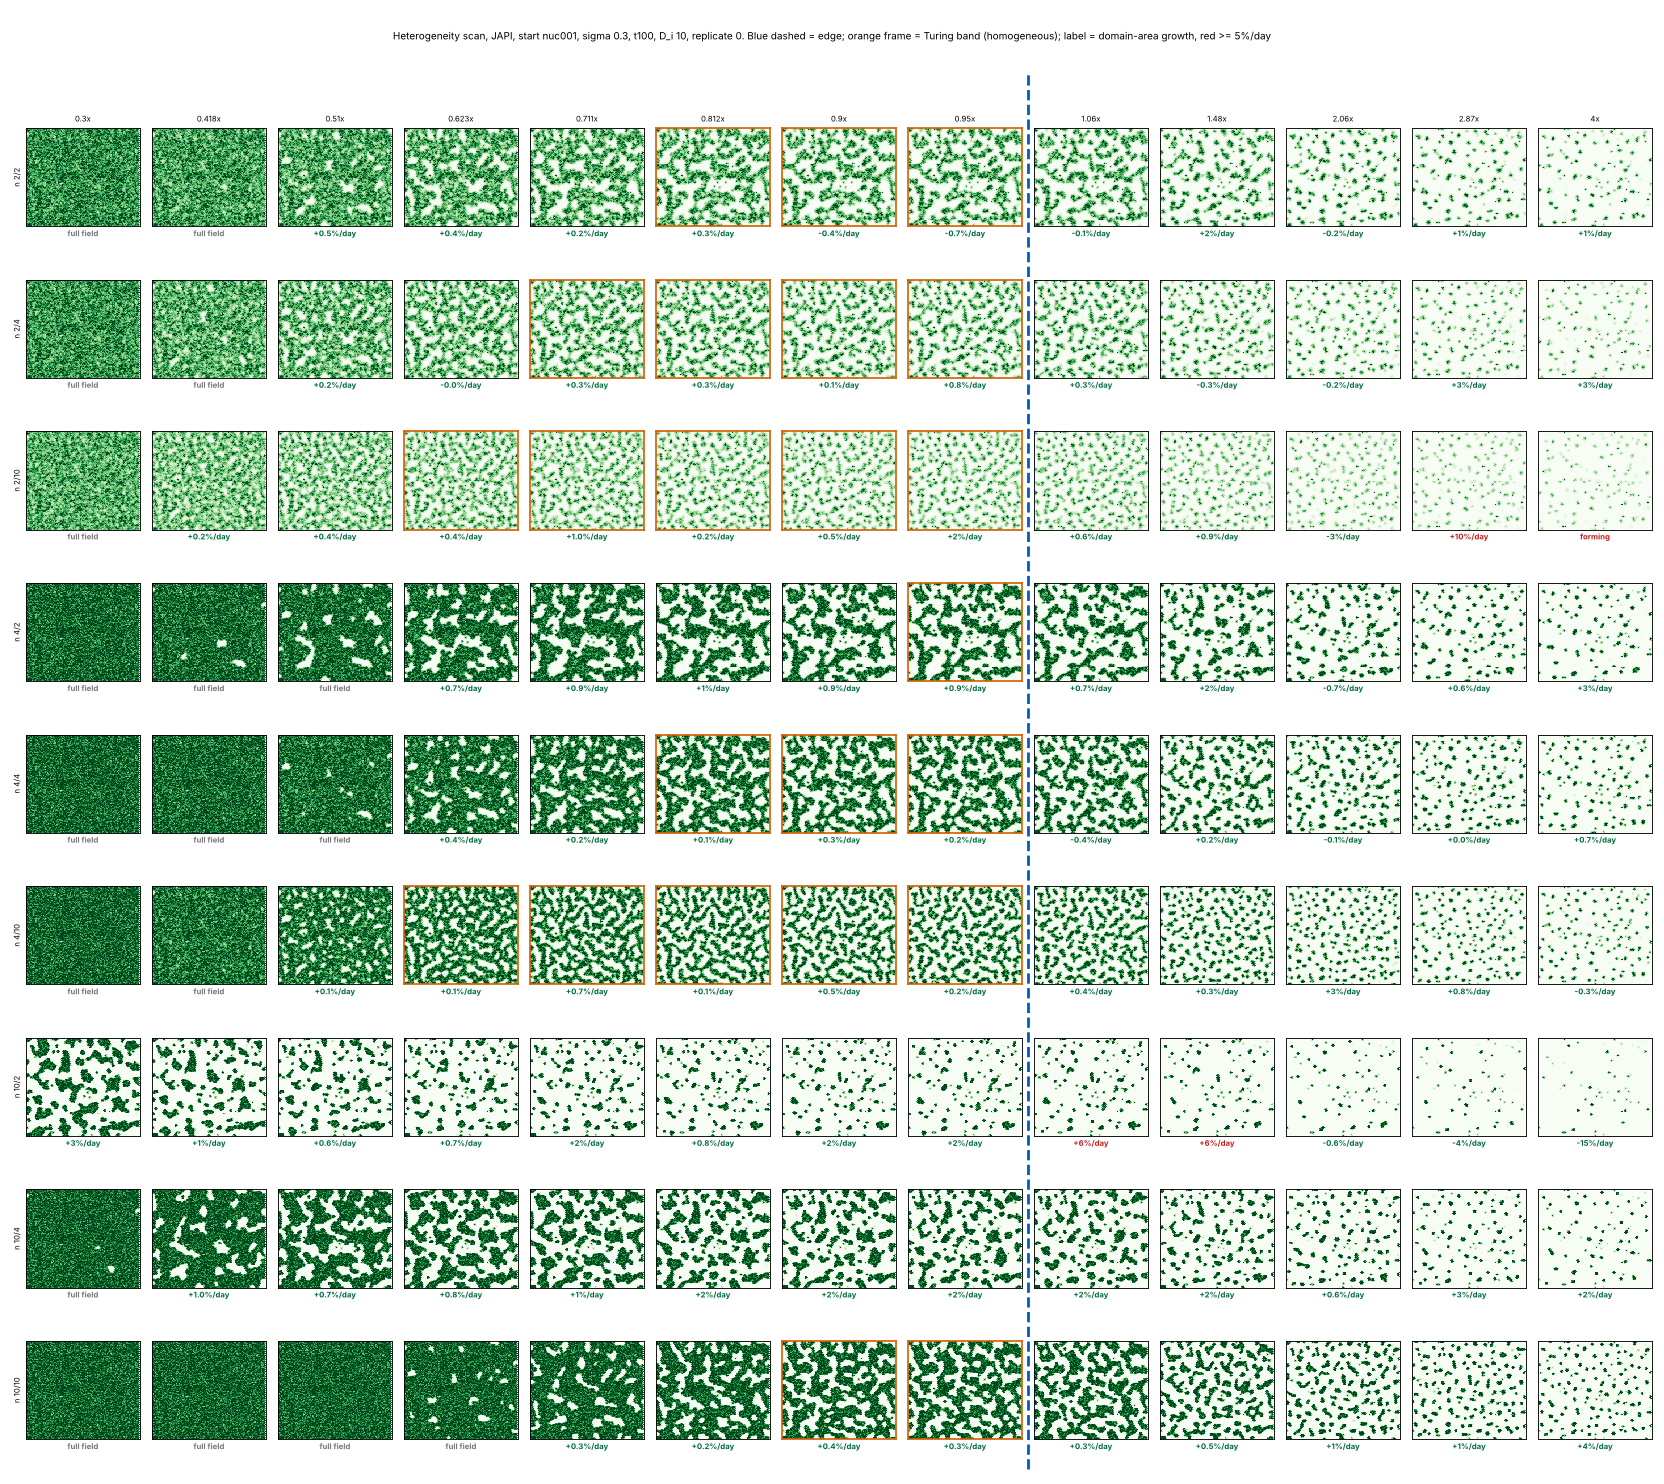 Heterogeneity scan, JAPI, start nuc001, sigma 0.3, t100, D_i 10, replicate 0. Blue dashed = edge; orange frame = Turing band (homogeneous); label = domain-area growth, red >= 5%/day
0.3x 0.418x 0.51x 0.623x 0.711x 0.812x 0.9x 0.95x 1.06x 1.48x 2.06x 2.87x 4x
n 2/2
full field full field +0.5%/day +0.4%/day +0.2%/day +0.3%/day -0.4%/day -0.7%/day -0.1%/day +2%/day -0.2%/day +1%/day +1%/day
n 2/4
full field full field +0.2%/day -0.0%/day +0.3%/day +0.3%/day +0.1%/day +0.8%/day +0.3%/day -0.3%/day -0.2%/day +3%/day +3%/day
n 2/10
full field +0.2%/day +0.4%/day +0.4%/day +1.0%/day +0.2%/day +0.5%/day +2%/day +0.6%/day +0.9%/day -3%/day +10%/day forming
n 4/2
full field full field full field +0.7%/day +0.9%/day +1%/day +0.9%/day +0.9%/day +0.7%/day +2%/day -0.7%/day +0.6%/day +3%/day
n 4/4
full field full field full field +0.4%/day +0.2%/day +0.1%/day +0.3%/day +0.2%/day -0.4%/day +0.2%/day -0.1%/day +0.0%/day +0.7%/day
n 4/10
full field full field +0.1%/day +0.1%/day +0.7%/day +0.1%/day +0.5%/day +0.2%/day +0.4%/day +0.3%/day +3%/day +0.8%/day -0.3%/day
n 10/2
+3%/day +1%/day +0.6%/day +0.7%/day +2%/day +0.8%/day +2%/day +2%/day +6%/day +6%/day -0.6%/day -4%/day -15%/day
n 10/4
full field +1.0%/day +0.7%/day +0.8%/day +1%/day +2%/day +2%/day +2%/day +2%/day +2%/day +0.6%/day +3%/day +2%/day
n 10/10
full field full field full field full field +0.3%/day +0.2%/day +0.4%/day +0.3%/day +0.3%/day +0.5%/day +1%/day +1%/day +4%/day